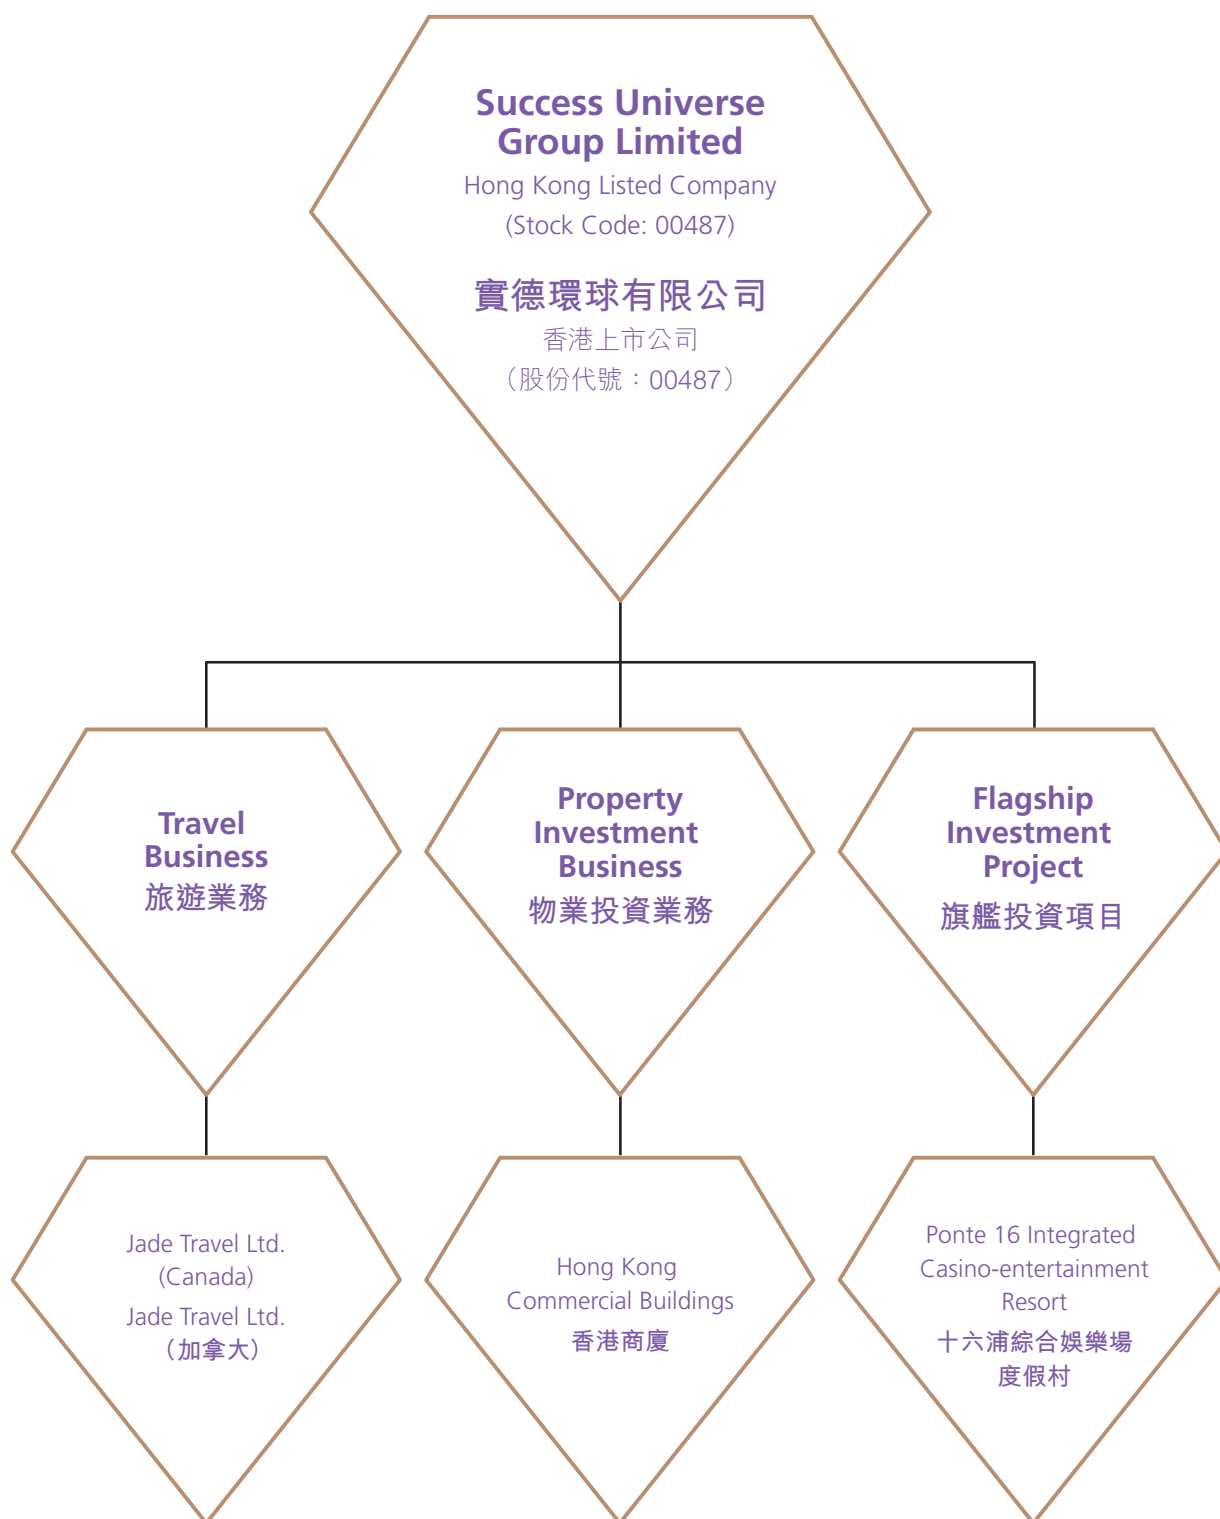 Success Universe
Group Limited
Hong Kong Listed Company
(Stock Code: 00487)
實德環球有限公司
香港上市公司
（股份代號：00487）
Travel
Business
旅遊業務
Property
Investment
Business
物業投資業務
Flagship
Investment
Project
旗艦投資項目
Jade Travel Ltd.
(Canada)
Jade Travel Ltd.
（加拿大）
Hong Kong
Commercial Buildings
香港商廈
Ponte 16 Integrated
Casino-entertainment
Resort
十六浦綜合娛樂場
度假村